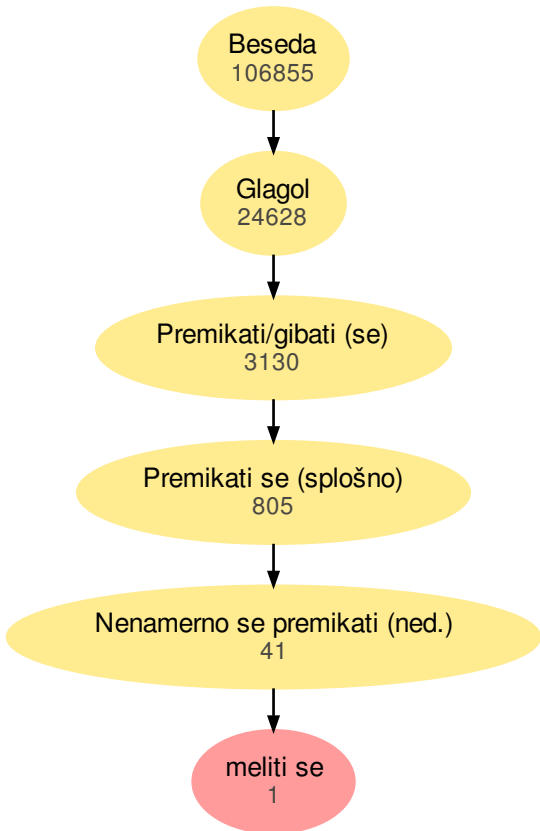 Beseda
106855
Glagol
24628
Premikati/gibati (se)
3130
Premikati se (splošno)
805
Nenamerno se premikati (ned.)
41
meliti se
1